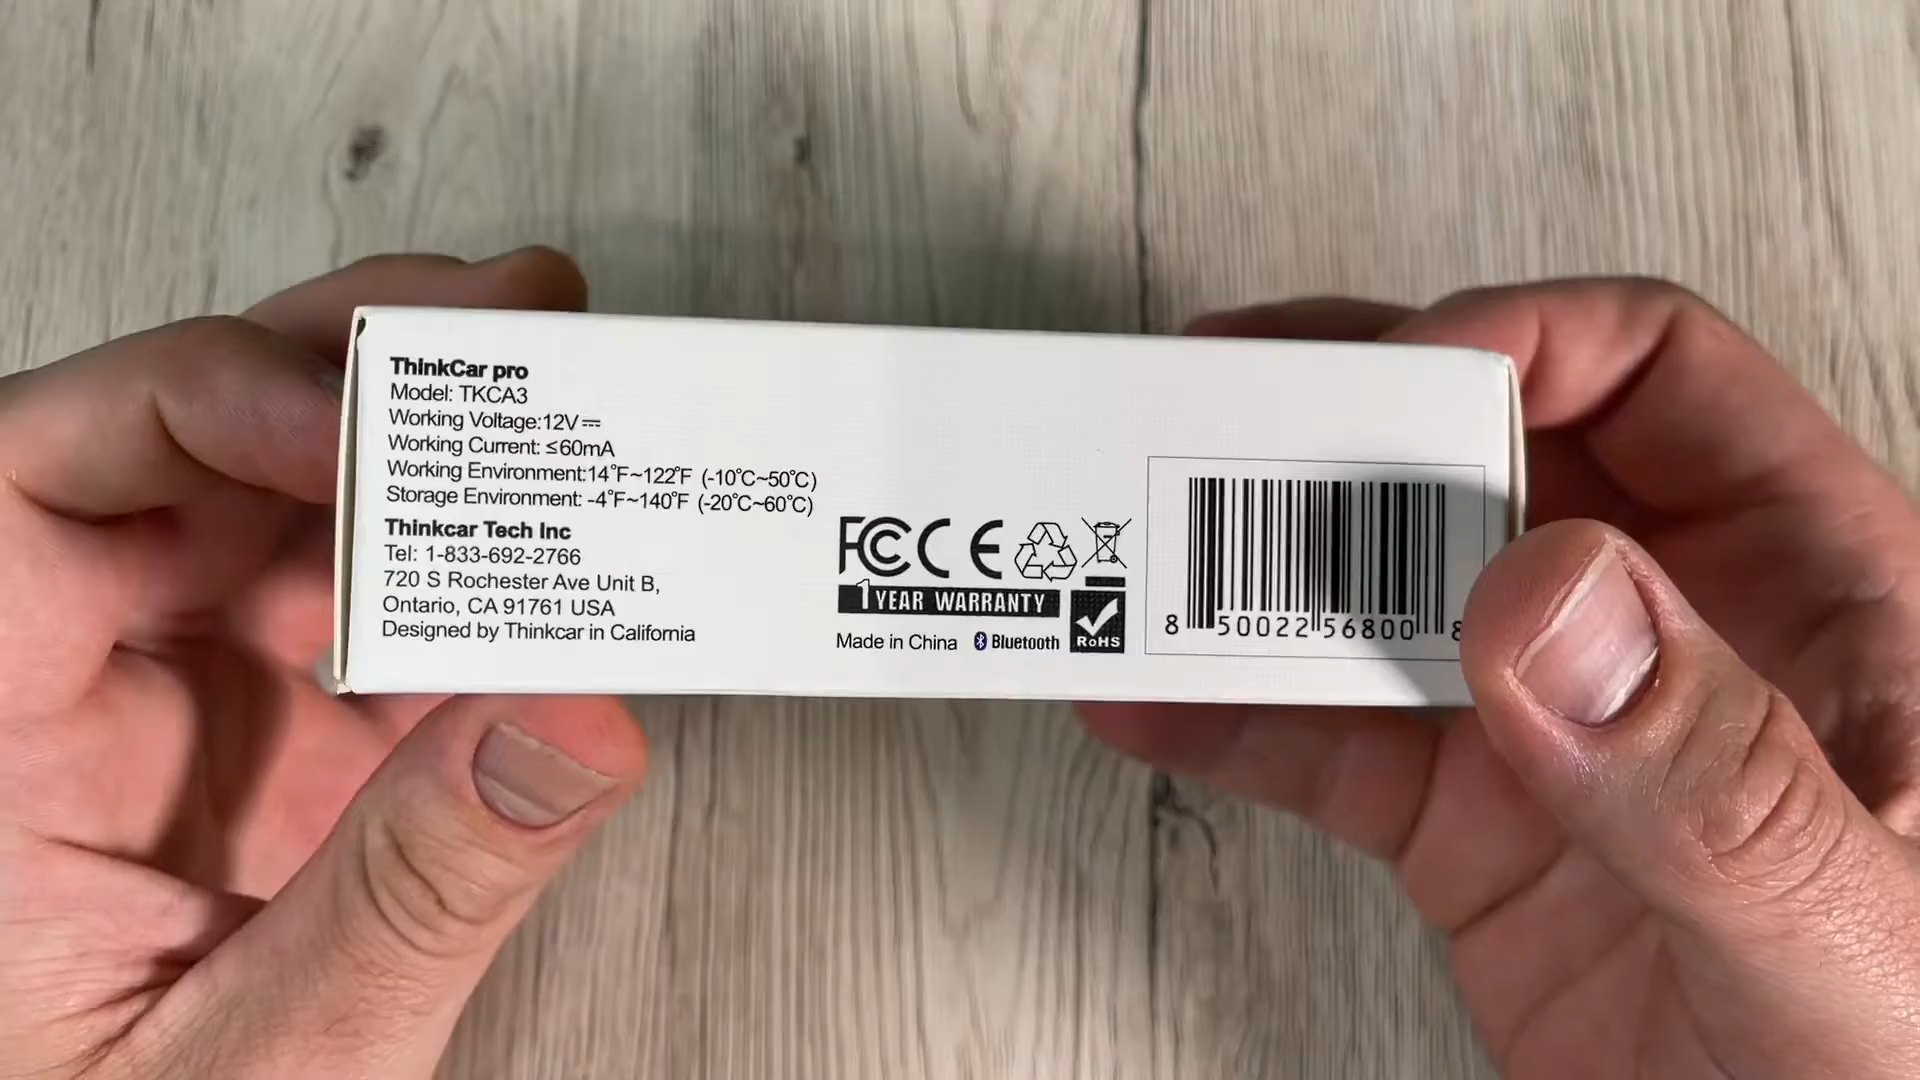 ThinkCar pro
Model: TKCA3
Working Voltage:12V⎓
Working Current: ≤60mA
Working Environment:14°F~122°F (-10°C~50°C)
Storage Environment: -4°F~140°F (-20°C~60°C)
Thinkcar Tech Inc
Tel: 1-833-692-2766
720 S Rochester Ave Unit B,
Ontario, CA 91761 USA
Designed by Thinkcar in California
FC CE
1 YEAR WARRANTY
Made in China Bluetooth
RoHS
8 50022 56800 8